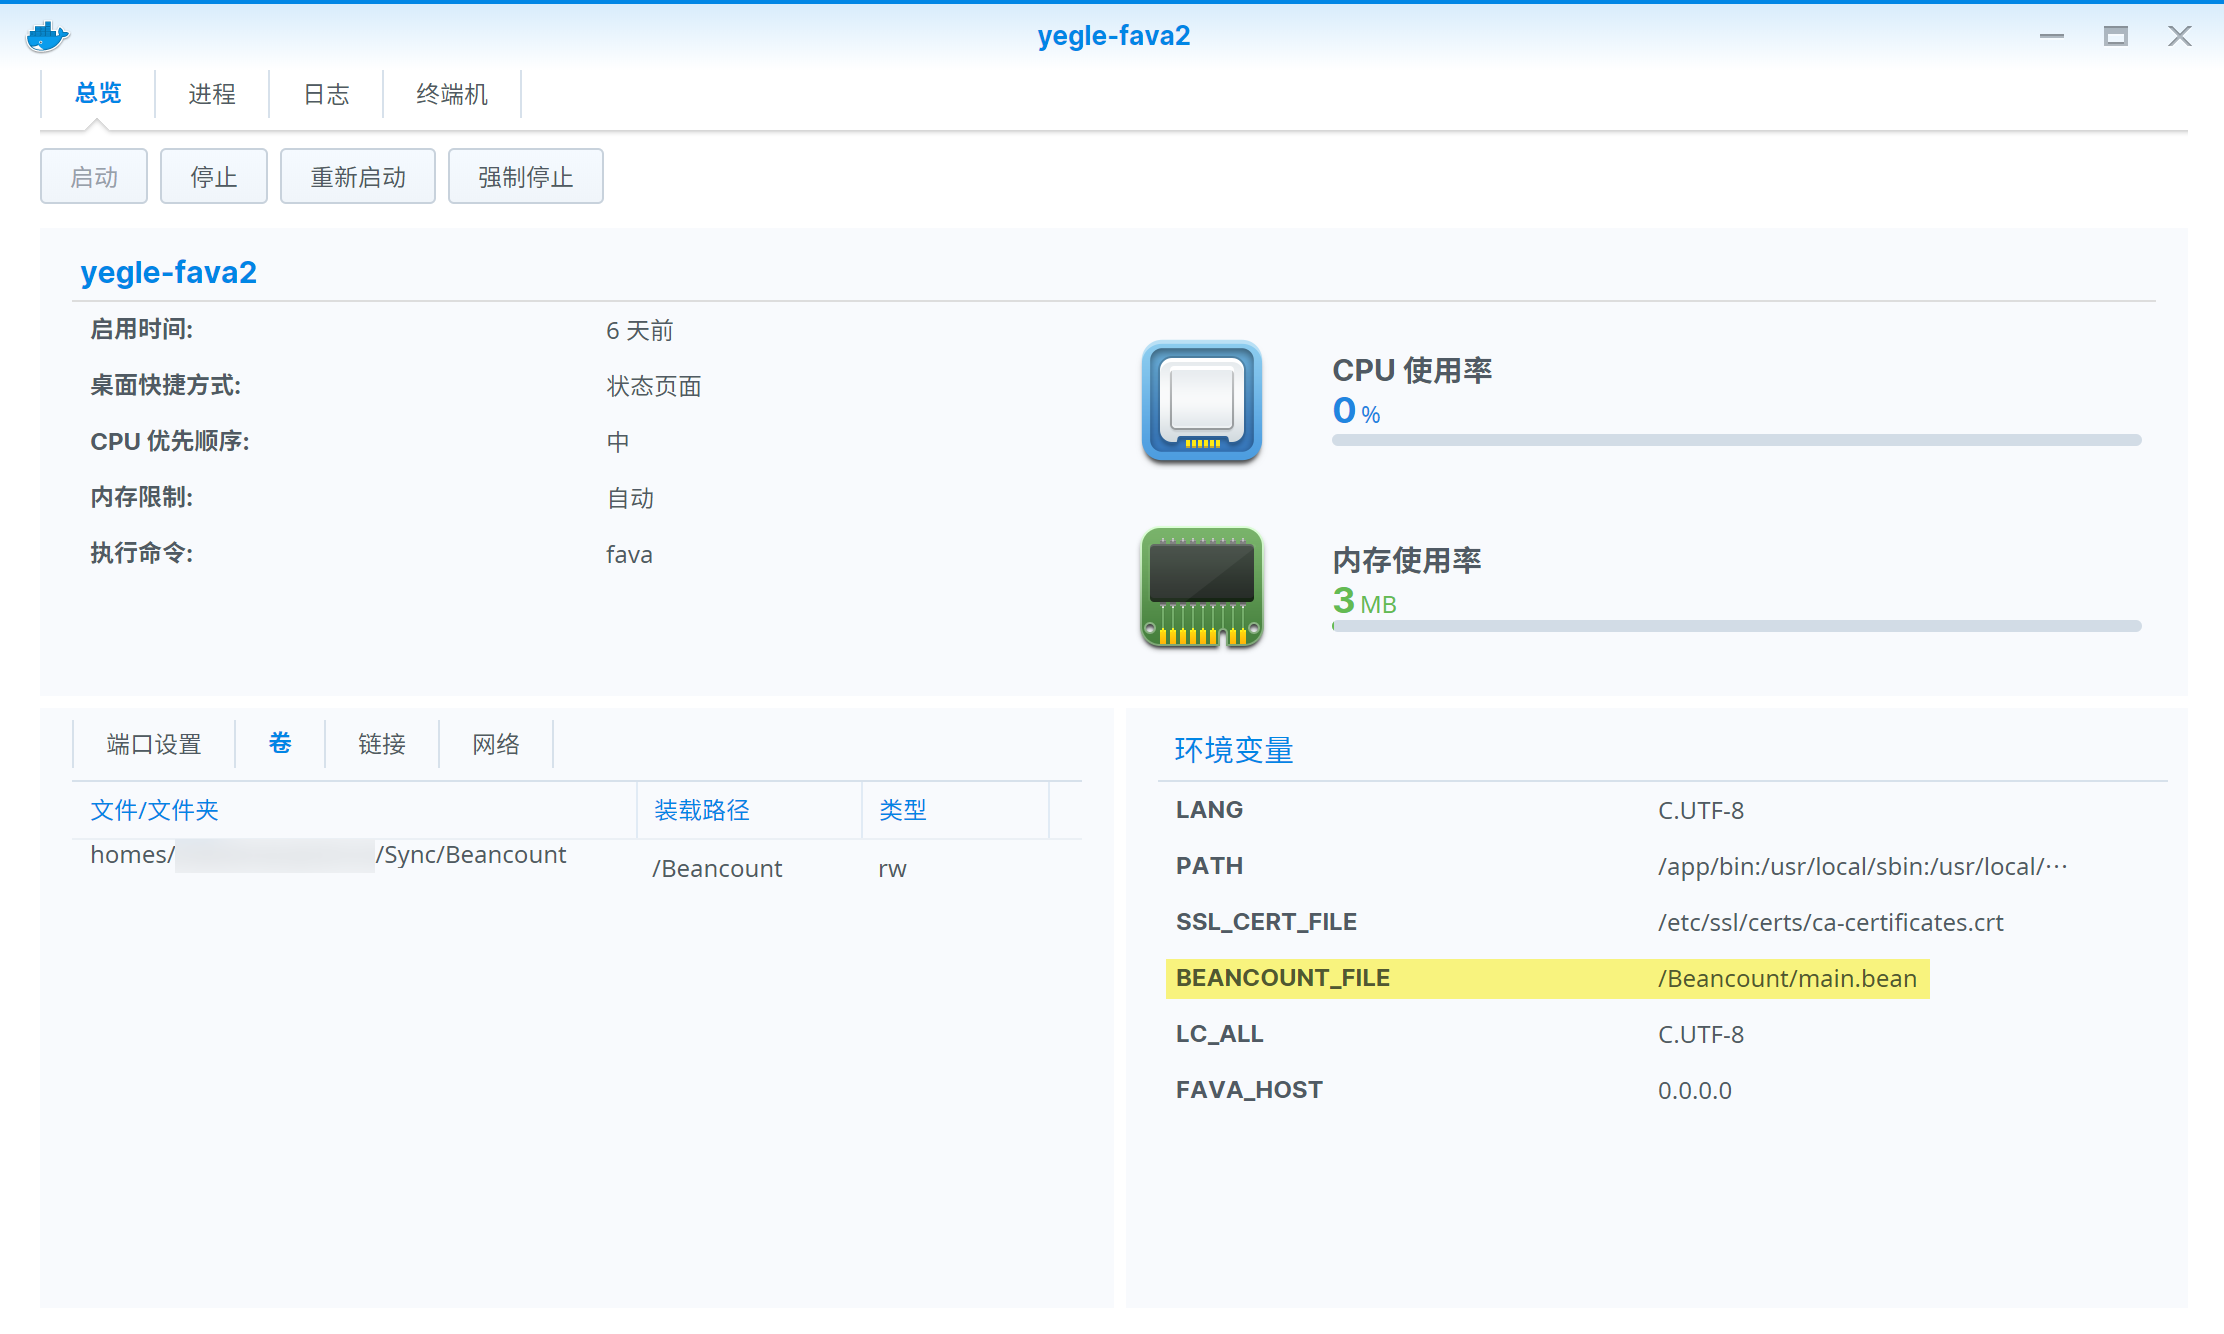 yegle-fava2
总览 进程 日志 终端机
启动 停止 重新启动 强制停止
yegle-fava2
启用时间: 6 天前
桌面快捷方式: 状态页面
CPU 优先顺序: 中
内存限制: 自动
执行命令: fava
CPU 使用率
0 %
内存使用率
3 MB
端口设置 卷 链接 网络
文件/文件夹 装载路径 类型
homes/ /Sync/Beancount /Beancount rw
环境变量
LANG C.UTF-8
PATH /app/bin:/usr/local/sbin:/usr/local/···
SSL_CERT_FILE /etc/ssl/certs/ca-certificates.crt
BEANCOUNT_FILE /Beancount/main.bean
LC_ALL C.UTF-8
FAVA_HOST 0.0.0.0